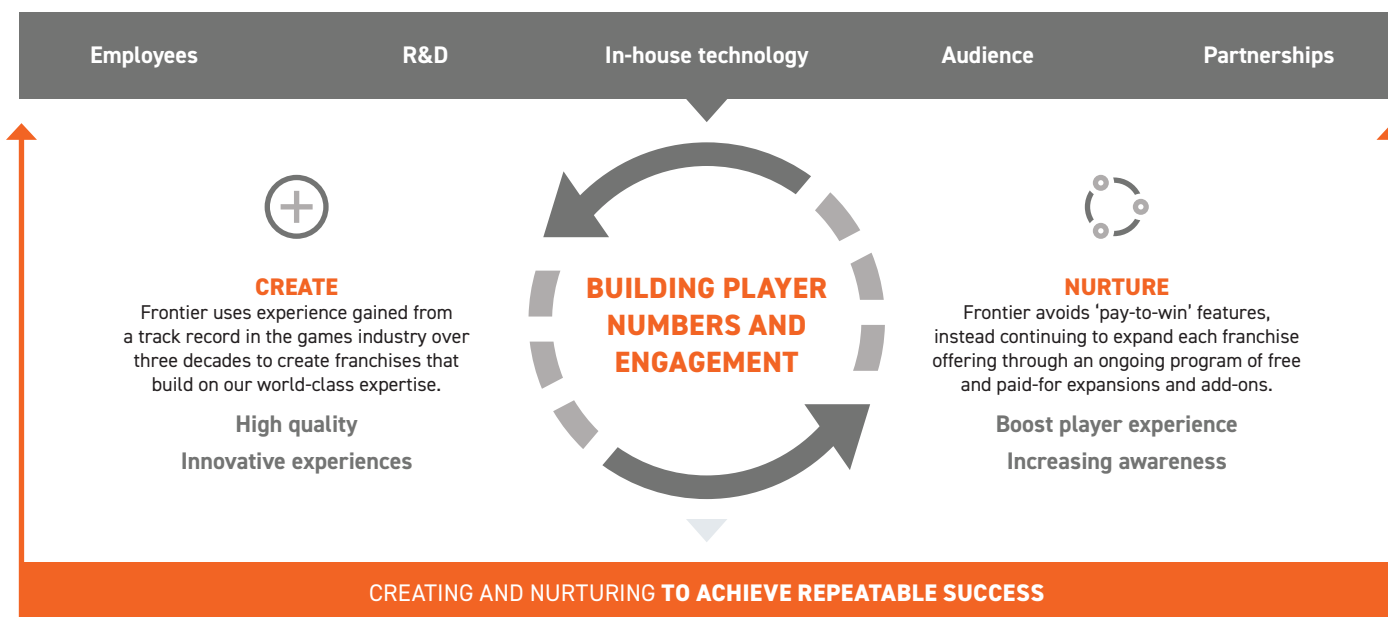 Employees R&D In-house technology Audience Partnerships
CREATE
Frontier uses experience gained from
a track record in the games industry over
three decades to create franchises that
build on our world-class expertise.
High quality
Innovative experiences
BUILDING PLAYER
NUMBERS AND
ENGAGEMENT
NURTURE
Frontier avoids ‘pay-to-win’ features,
instead continuing to expand each franchise
offering through an ongoing program of free
and paid-for expansions and add-ons.
Boost player experience
Increasing awareness
CREATING AND NURTURING TO ACHIEVE REPEATABLE SUCCESS